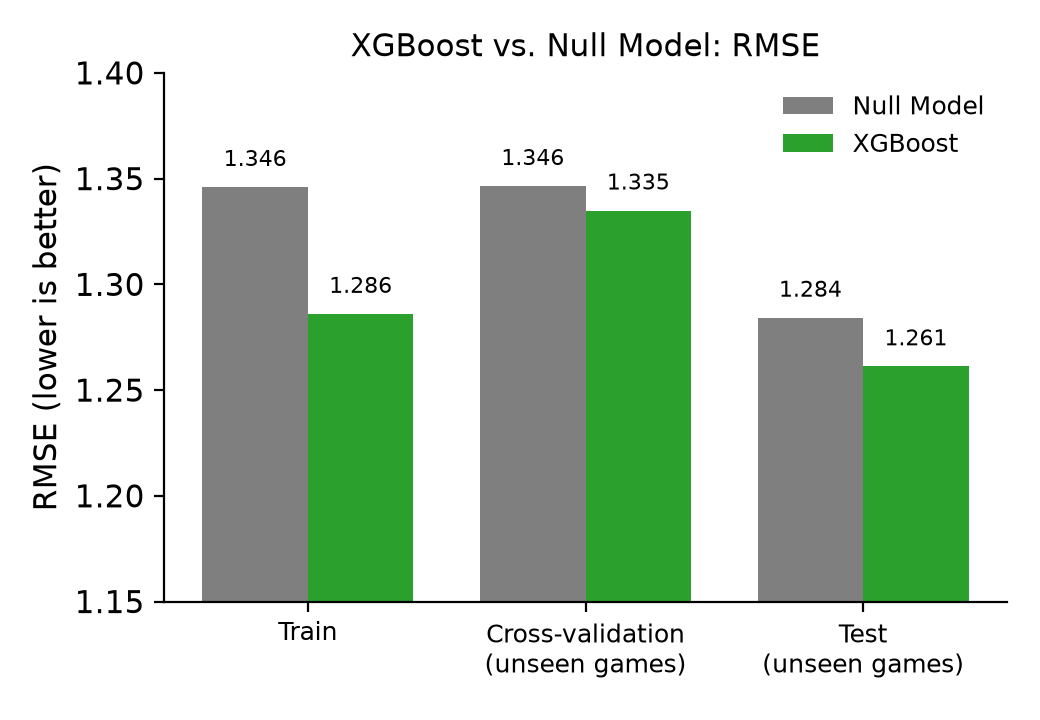 XGBoost vs. Null Model: RMSE
Null Model
XGBoost
RMSE (lower is better)
1.40
1.35
1.30
1.25
1.20
1.15
1.346
1.286
1.346
1.335
1.284
1.261
Train
Cross-validation
(unseen games)
Test
(unseen games)